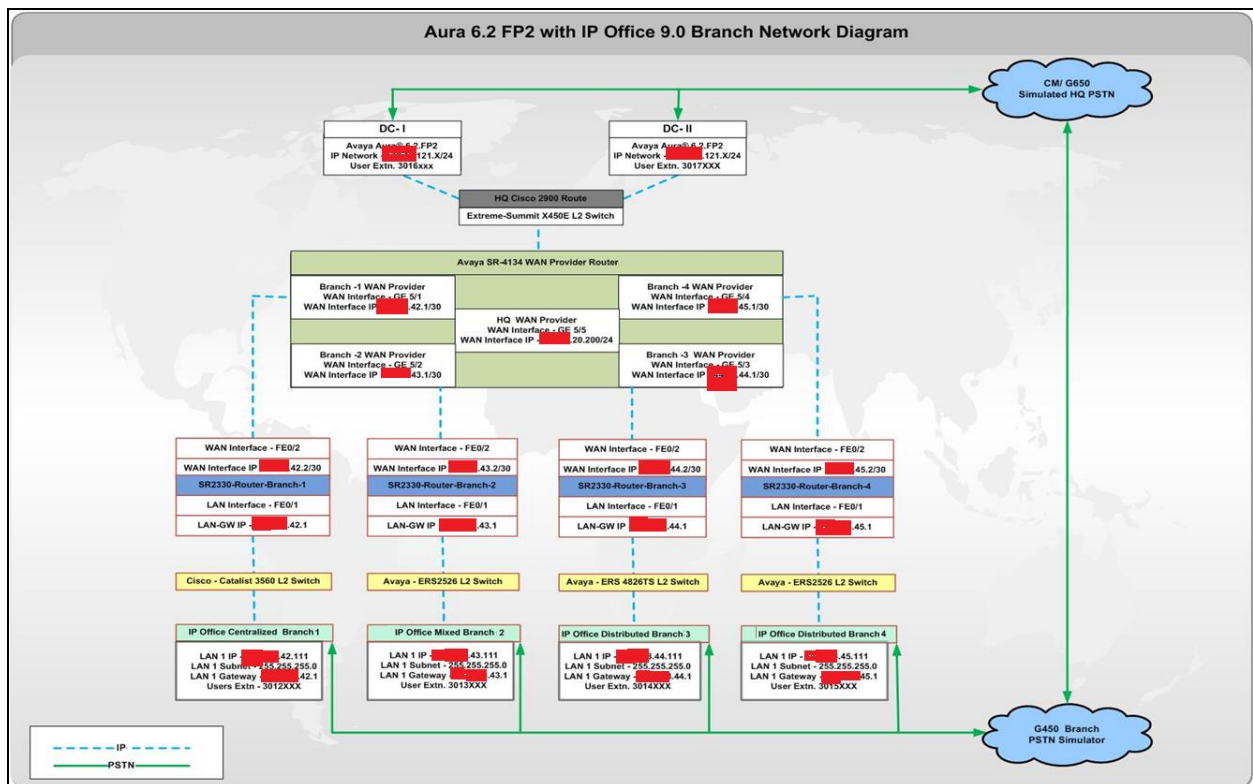 Aura 6.2 FP2 with IP Office 9.0 Branch Network Diagram
CM/ G650
Simulated HQ PSTN
DC- I
Avaya Aura® 6.2.FP2
IP Network - .121.X/24
User Extn. 3016xxx
DC- II
Avaya Aura® 6.2.FP2
IP Network - .121.X/24
User Extn. 3017XXX
HQ Cisco 2900 Route
Extreme-Summit X450E L2 Switch
Avaya SR-4134 WAN Provider Router
Branch -1 WAN Provider
WAN Interface - GE 5/1
WAN Interface IP .42.1/30
Branch -4 WAN Provider
WAN Interface - GE 5/4
WAN Interface IP 45.1/30
HQ WAN Provider
WAN Interface - GE 5/5
WAN Interface IP - .20.200/24
Branch -2 WAN Provider
WAN Interface - GE 5/2
WAN Interface IP 43.1/30
Branch -3 WAN Provider
WAN Interface - GE 5/3
WAN Interface IP .44.1/30
WAN Interface - FE0/2
WAN Interface IP .42.2/30
SR2330-Router-Branch-1
LAN Interface - FE0/1
LAN-GW IP - .42.1
WAN Interface - FE0/2
WAN Interface IP .43.2/30
SR2330-Router-Branch-2
LAN Interface - FE0/1
LAN-GW IP - .43.1
WAN Interface - FE0/2
WAN Interface IP 44.2/30
SR2330-Router-Branch-3
LAN Interface - FE0/1
LAN-GW IP - .44.1
WAN Interface - FE0/2
WAN Interface IP 45.2/30
SR2330-Router-Branch-4
LAN Interface - FE0/1
LAN-GW IP - .45.1
Cisco - Catalist 3560 L2 Switch
Avaya - ERS2526 L2 Switch
Avaya - ERS 4826TS L2 Switch
Avaya - ERS2526 L2 Switch
IP Office Centralized Branch 1
LAN 1 IP - .42.111
LAN 1 Subnet - 255.255.255.0
LAN 1 Gateway - .42.1
Users Extn - 3012XXX
IP Office Mixed Branch 2
LAN 1 IP - .43.111
LAN 1 Subnet - 255.255.255.0
LAN 1 Gateway - .43.1
User Extn. 3013XXX
IP Office Distributed Branch 3
LAN 1 IP - .44.111
LAN 1 Subnet - 255.255.255.0
LAN 1 Gateway - .44.1
User Extn. 3014XXX
IP Office Distributed Branch 4
LAN 1 IP - .45.111
LAN 1 Subnet - 255.255.255.0
LAN 1 Gateway - 45.1
User Extn. 3015XXX
G450 Branch
PSTN Simulator
IP
PSTN